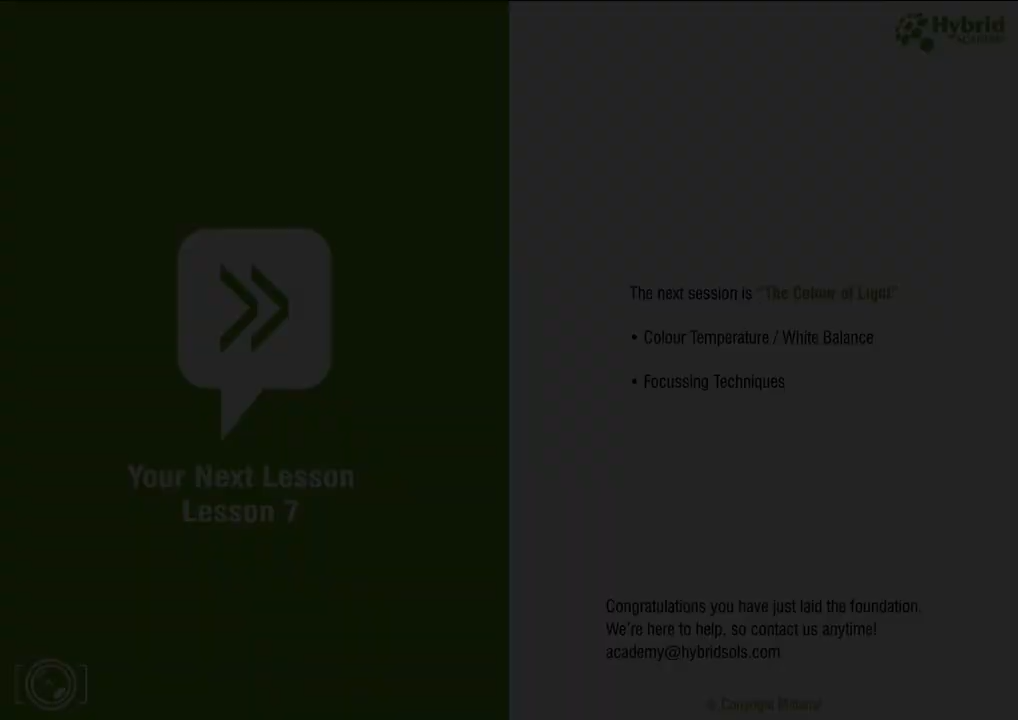 Hybrid
ACADEMY
Your Next Lesson
Lesson 7
The next session is "The Colour of Light"
• Colour Temperature / White Balance
• Focussing Techniques
Congratulations you have just laid the foundation.
We're here to help, so contact us anytime!
academy@hybridsols.com
© Copyright